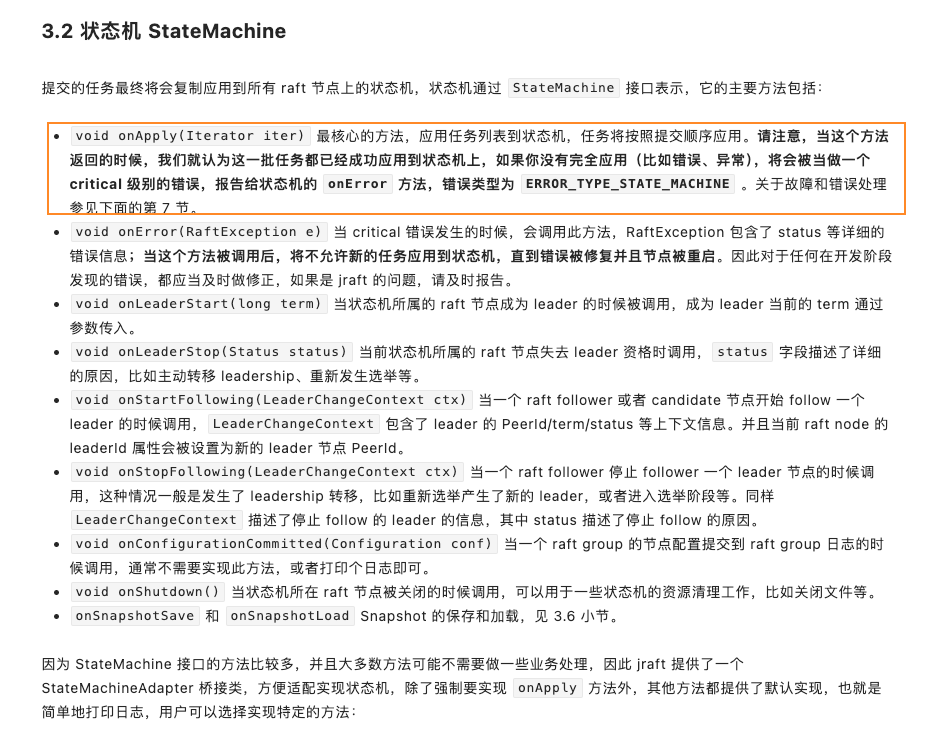 3.2 状态机 StateMachine
提交的任务最终将会复制应用到所有 raft 节点上的状态机，状态机通过 StateMachine 接口表示，它的主要方法包括：
• void onApply(Iterator iter) 最核心的方法，应用任务列表到状态机，任务将按照提交顺序应用。请注意，当这个方法
返回的时候，我们就认为这一批任务都已经成功应用到状态机上，如果你没有完全应用（比如错误、异常），将会被当做一个
critical 级别的错误，报告给状态机的 onError 方法，错误类型为 ERROR_TYPE_STATE_MACHINE 。关于故障和错误处理
参见下面的第 7 节。
• void onError(RaftException e) 当 critical 错误发生的时候，会调用此方法，RaftException 包含了 status 等详细的
错误信息；当这个方法被调用后，将不允许新的任务应用到状态机，直到错误被修复并且节点被重启。因此对于任何在开发阶段
发现的错误，都应当及时做修正，如果是 jraft 的问题，请及时报告。
• void onLeaderStart(long term) 当状态机所属的 raft 节点成为 leader 的时候被调用，成为 leader 当前的 term 通过
参数传入。
• void onLeaderStop(Status status) 当前状态机所属的 raft 节点失去 leader 资格时调用， status 字段描述了详细
的原因，比如主动转移 leadership、重新发生选举等。
• void onStartFollowing(LeaderChangeContext ctx) 当一个 raft follower 或者 candidate 节点开始 follow 一个
leader 的时候调用， LeaderChangeContext 包含了 leader 的 PeerId/term/status 等上下文信息。并且当前 raft node 的
leaderId 属性会被设置为新的 leader 节点 PeerId。
• void onStopFollowing(LeaderChangeContext ctx) 当一个 raft follower 停止 follower 一个 leader 节点的时候调
用，这种情况一般是发生了 leadership 转移，比如重新选举产生了新的 leader，或者进入选举阶段等。同样
LeaderChangeContext 描述了停止 follow 的 leader 的信息，其中 status 描述了停止 follow 的原因。
• void onConfigurationCommitted(Configuration conf) 当一个 raft group 的节点配置提交到 raft group 日志的时
候调用，通常不需要实现此方法，或者打印个日志即可。
• void onShutdown() 当状态机所在 raft 节点被关闭的时候调用，可以用于一些状态机的资源清理工作，比如关闭文件等。
• onSnapshotSave 和 onSnapshotLoad Snapshot 的保存和加载，见 3.6 小节。
因为 StateMachine 接口的方法比较多，并且大多数方法可能不需要做一些业务处理，因此 jraft 提供了一个
StateMachineAdapter 桥接类，方便适配实现状态机，除了强制要实现 onApply 方法外，其他方法都提供了默认实现，也就是
简单地打印日志，用户可以选择实现特定的方法：